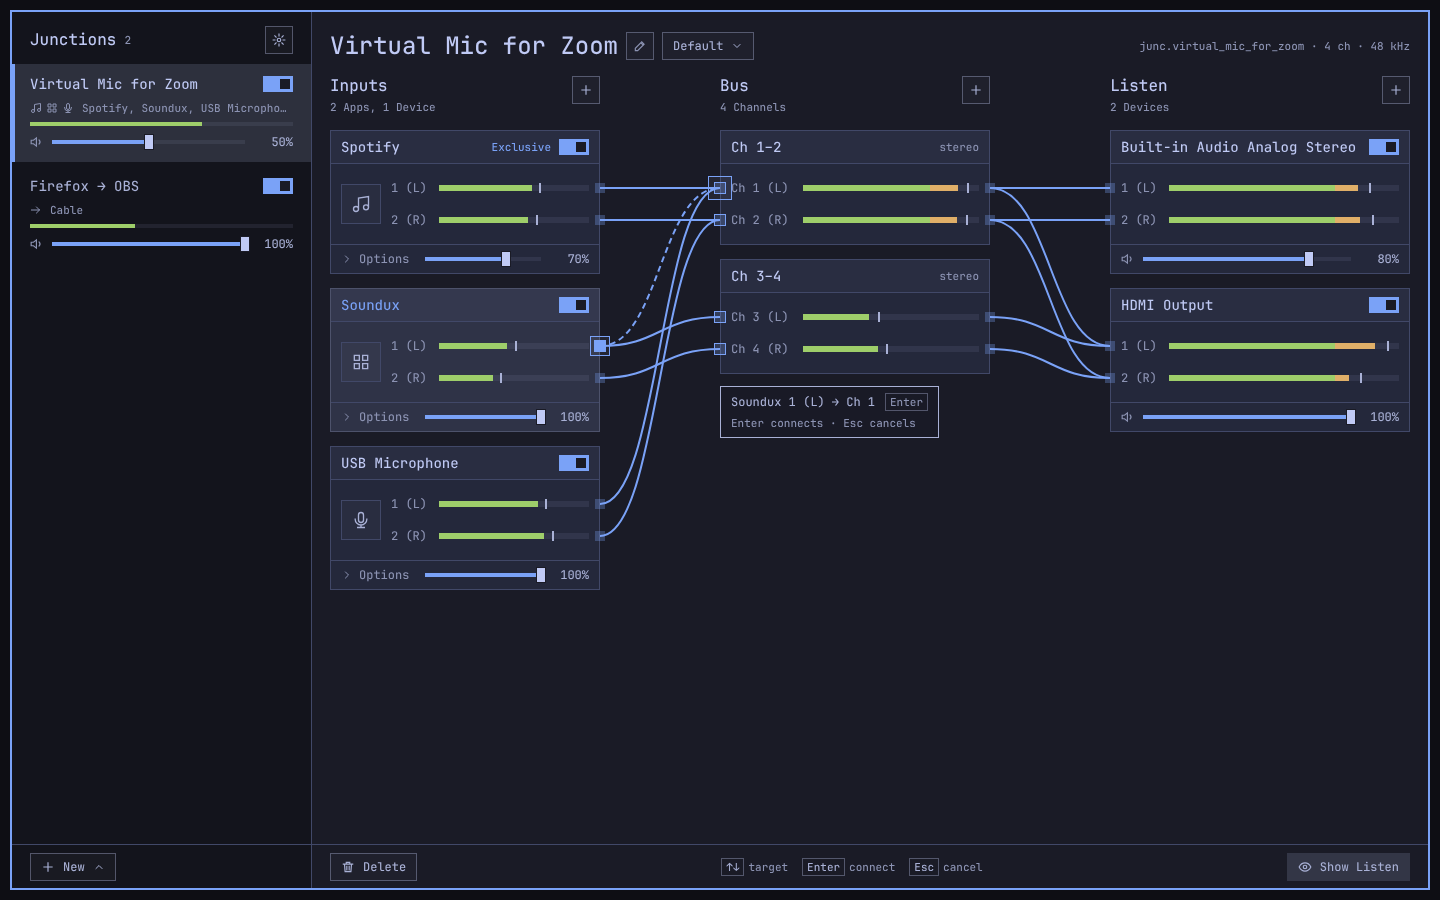 Junctions 2
Virtual Mic for Zoom
Spotify, Soundux, USB Micropho…
50%
Firefox → OBS
→ Cable
100%
New
Virtual Mic for Zoom
Default
junc.virtual_mic_for_zoom · 4 ch · 48 kHz
Inputs
2 Apps, 1 Device
Spotify
Exclusive
1 (L)
2 (R)
Options
70%
Soundux
1 (L)
2 (R)
Options
100%
USB Microphone
1 (L)
2 (R)
Options
100%
Bus
4 Channels
Ch 1–2
stereo
Ch 1 (L)
Ch 2 (R)
Ch 3–4
stereo
Ch 3 (L)
Ch 4 (R)
Soundux 1 (L) → Ch 1 Enter
Enter connects · Esc cancels
Listen
2 Devices
Built-in Audio Analog Stereo
1 (L)
2 (R)
80%
HDMI Output
1 (L)
2 (R)
100%
Delete
↑↓ target Enter connect Esc cancel
Show Listen